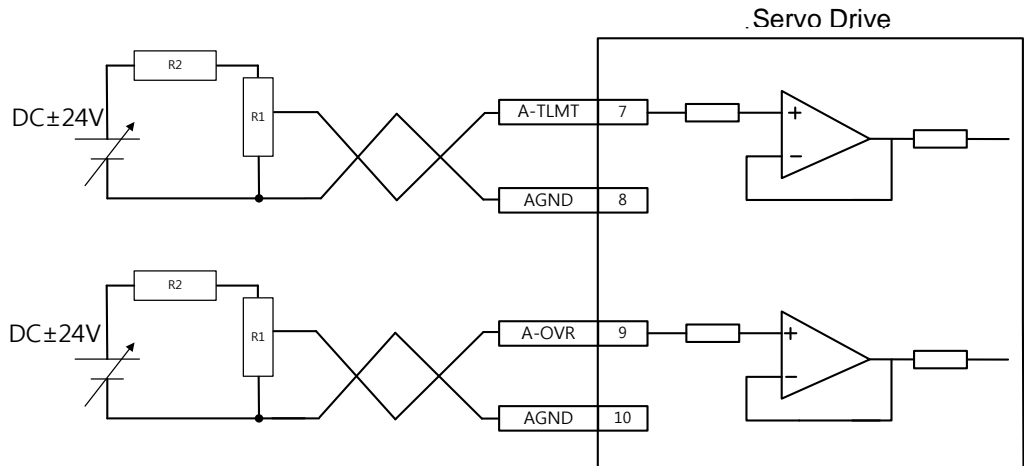 Servo Drive
R2
R1
DC±24V
A-TLMT 7
+
−
AGND 8
R2
R1
DC±24V
A-OVR 9
+
−
AGND 10